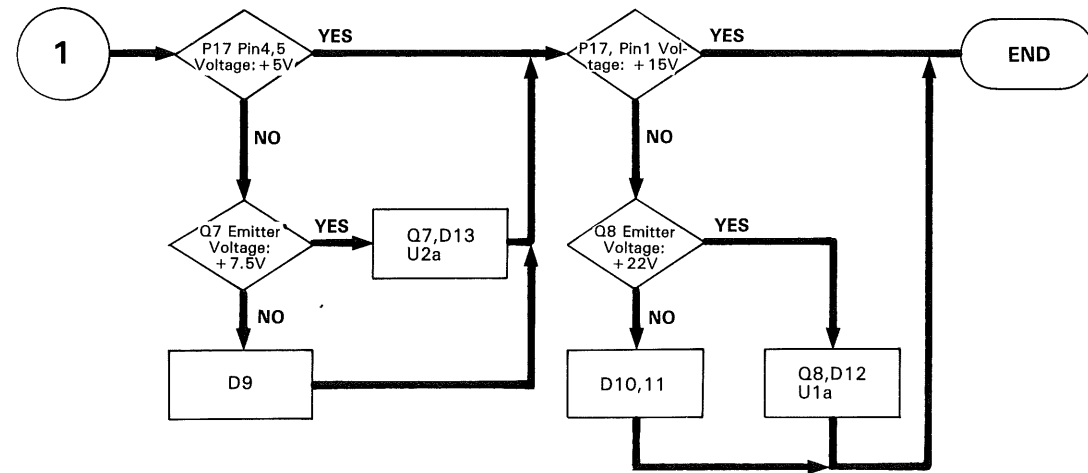 1
P17 Pin4,5
Voltage: +5V
YES
P17, Pin1 Vol-
tage: +15V
YES
END
NO
NO
Q7 Emitter
Voltage:
+7.5V
YES
Q7,D13
U2a
Q8 Emitter
Voltage:
+22V
YES
NO
NO
D9
D10,11
Q8,D12
U1a